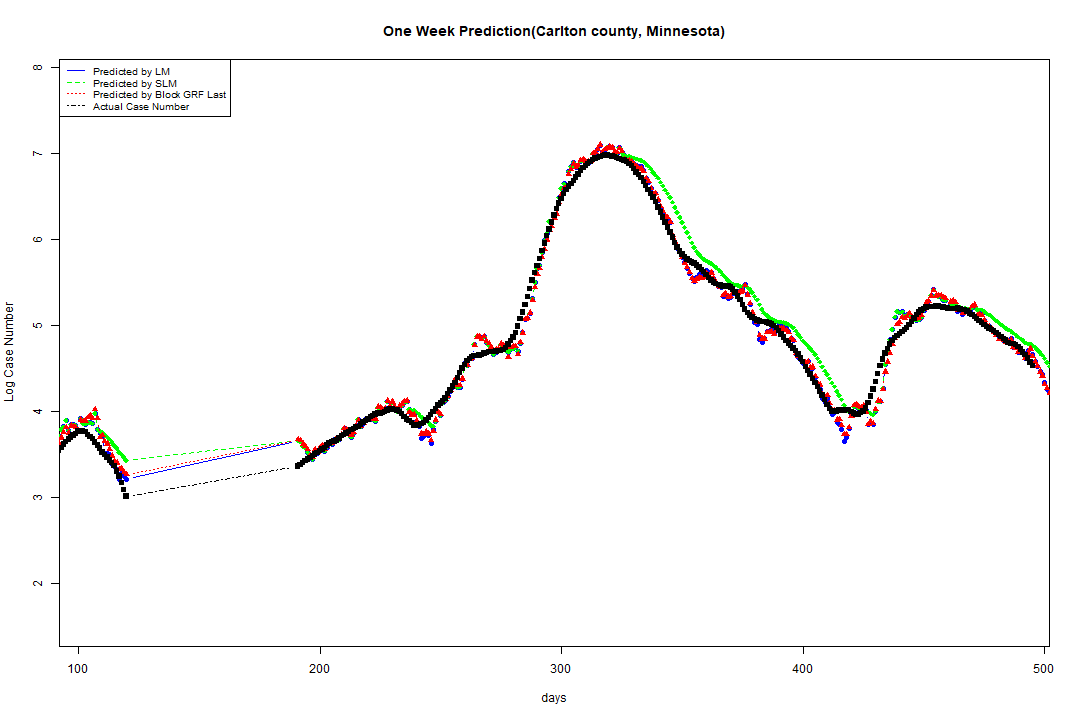 One Week Prediction(Carlton county, Minnesota)
Predicted by LM
Predicted by SLM
Predicted by Block GRF Last
Actual Case Number
8
7
6
5
4
3
2
Log Case Number
100 200 300 400 500
days